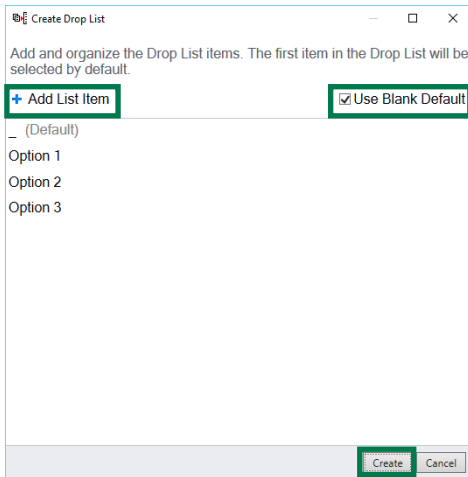 Create Drop List
Add and organize the Drop List items. The first item in the Drop List will be
selected by default.
+ Add List Item
Use Blank Default
_ (Default)
Option 1
Option 2
Option 3
Create
Cancel